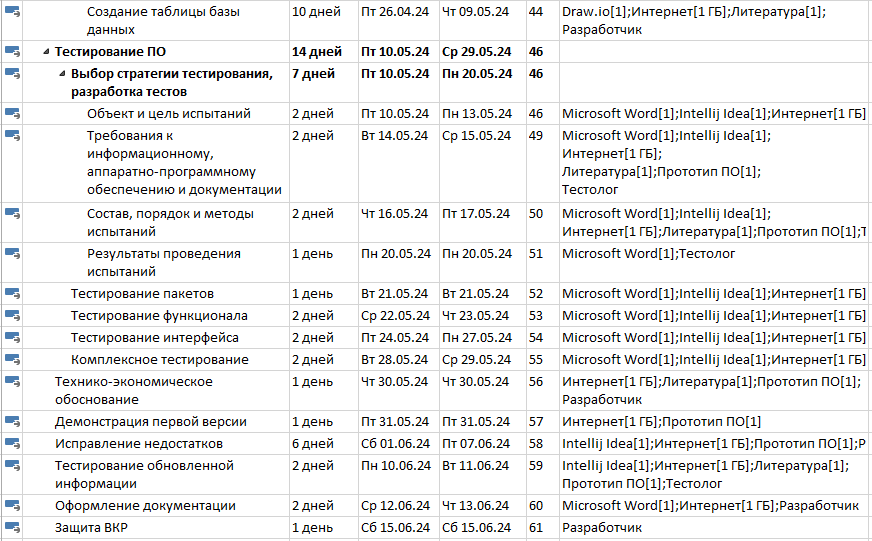 Создание таблицы базы данных 10 дней Пт 26.04.24 Чт 09.05.24 44 Draw.io[1];Интернет[1 ГБ];Литература[1]; Разработчик
Тестирование ПО 14 дней Пт 10.05.24 Ср 29.05.24 46
Выбор стратегии тестирования, разработка тестов 7 дней Пт 10.05.24 Пн 20.05.24 46
Объект и цель испытаний 2 дней Пт 10.05.24 Пн 13.05.24 46 Microsoft Word[1];Intellij Idea[1];Интернет[1 ГБ]
Требования к информационному, аппаратно-программному обеспечению и документации 2 дней Вт 14.05.24 Ср 15.05.24 49 Microsoft Word[1];Intellij Idea[1]; Интернет[1 ГБ]; Литература[1];Прототип ПО[1]; Тестолог
Состав, порядок и методы испытаний 2 дней Чт 16.05.24 Пт 17.05.24 50 Microsoft Word[1];Intellij Idea[1]; Интернет[1 ГБ];Литература[1];Прототип ПО[1];Т
Результаты проведения испытаний 1 день Пн 20.05.24 Пн 20.05.24 51 Microsoft Word[1];Тестолог
Тестирование пакетов 1 день Вт 21.05.24 Вт 21.05.24 52 Microsoft Word[1];Intellij Idea[1];Интернет[1 ГБ]
Тестирование функционала 2 дней Ср 22.05.24 Чт 23.05.24 53 Microsoft Word[1];Intellij Idea[1];Интернет[1 ГБ]
Тестирование интерфейса 2 дней Пт 24.05.24 Пн 27.05.24 54 Microsoft Word[1];Intellij Idea[1];Интернет[1 ГБ]
Комплексное тестирование 2 дней Вт 28.05.24 Ср 29.05.24 55 Microsoft Word[1];Intellij Idea[1];Интернет[1 ГБ]
Технико-экономическое обоснование 1 день Чт 30.05.24 Чт 30.05.24 56 Интернет[1 ГБ];Литература[1];Прототип ПО[1]; Разработчик
Демонстрация первой версии 1 день Пт 31.05.24 Пт 31.05.24 57 Интернет[1 ГБ];Прототип ПО[1]
Исправление недостатков 6 дней Сб 01.06.24 Пт 07.06.24 58 Intellij Idea[1];Интернет[1 ГБ];Прототип ПО[1];Р
Тестирование обновленной информации 2 дней Пн 10.06.24 Вт 11.06.24 59 Intellij Idea[1];Интернет[1 ГБ];Литература[1]; Прототип ПО[1];Тестолог
Оформление документации 2 дней Ср 12.06.24 Чт 13.06.24 60 Microsoft Word[1];Интернет[1 ГБ];Разработчик
Защита ВКР 1 день Сб 15.06.24 Сб 15.06.24 61 Разработчик